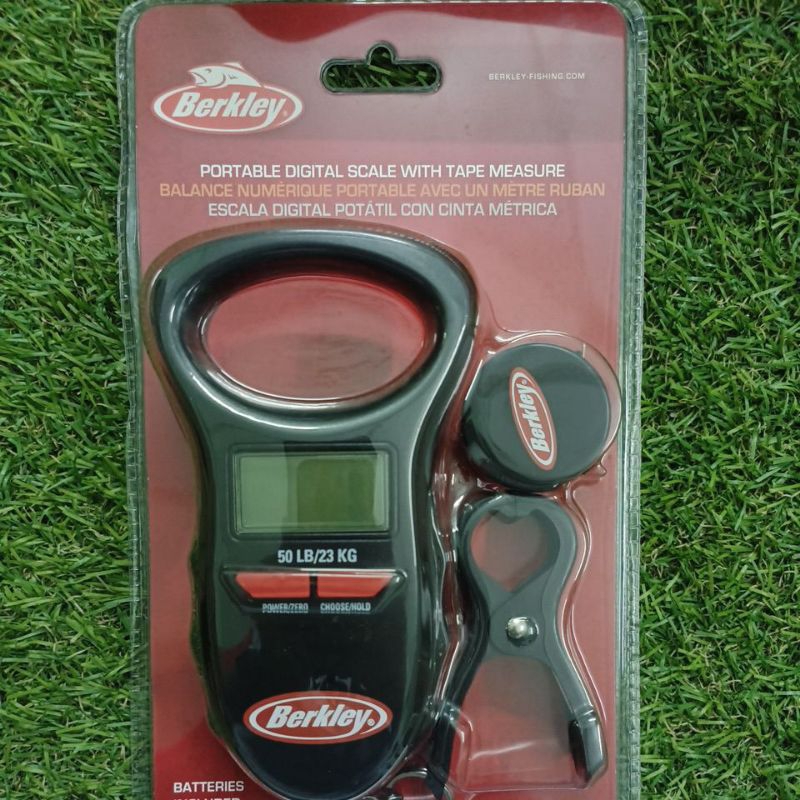 Berkley
BERKLEY-FISHING.COM
PORTABLE DIGITAL SCALE WITH TAPE MEASURE
BALANCE NUMÉRIQUE PORTABLE AVEC UN MÈTRE RUBAN
ESCALA DIGITAL POTÁTIL CON CINTA MÉTRICA
Berkley
50 LB/23 KG
POWER/ZERO CHOOSE/HOLD
Berkley
BATTERIES
INCLUDED